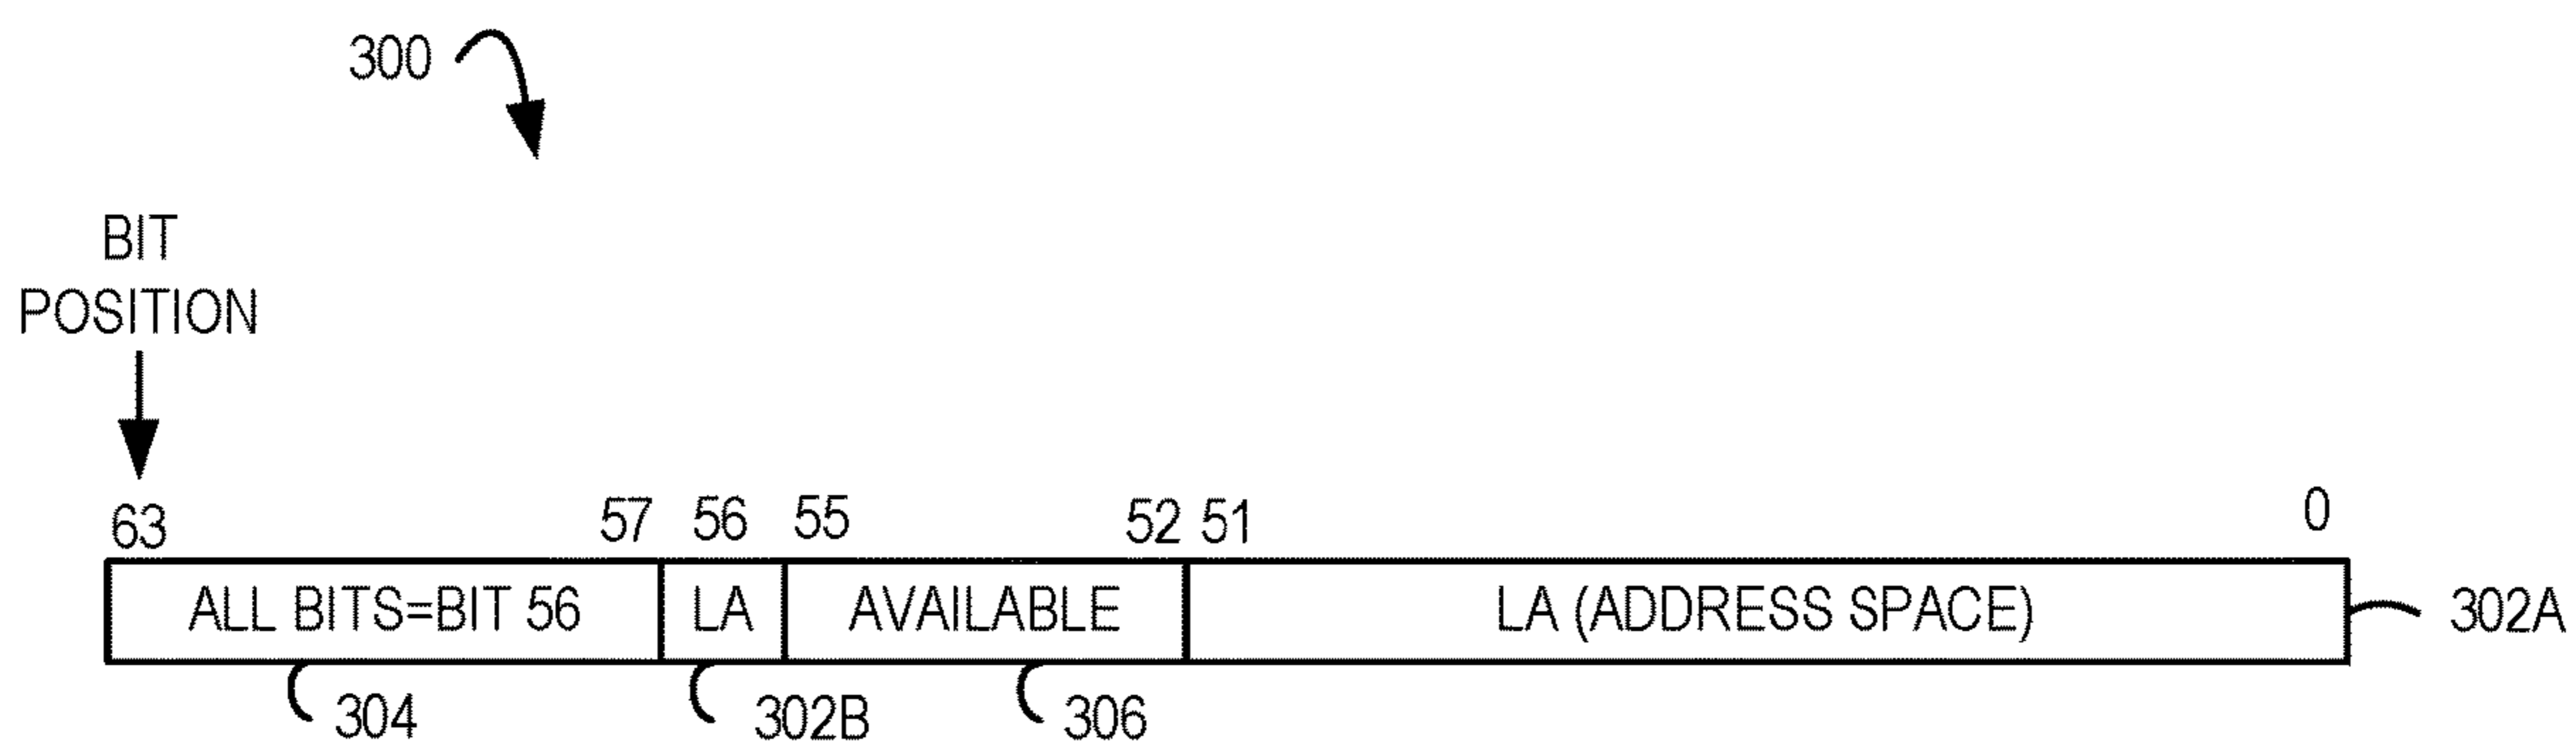 300
BIT
POSITION
63 57 56 55 52 51 0
ALL BITS=BIT 56 LA AVAILABLE LA (ADDRESS SPACE) 302A
304 302B 306